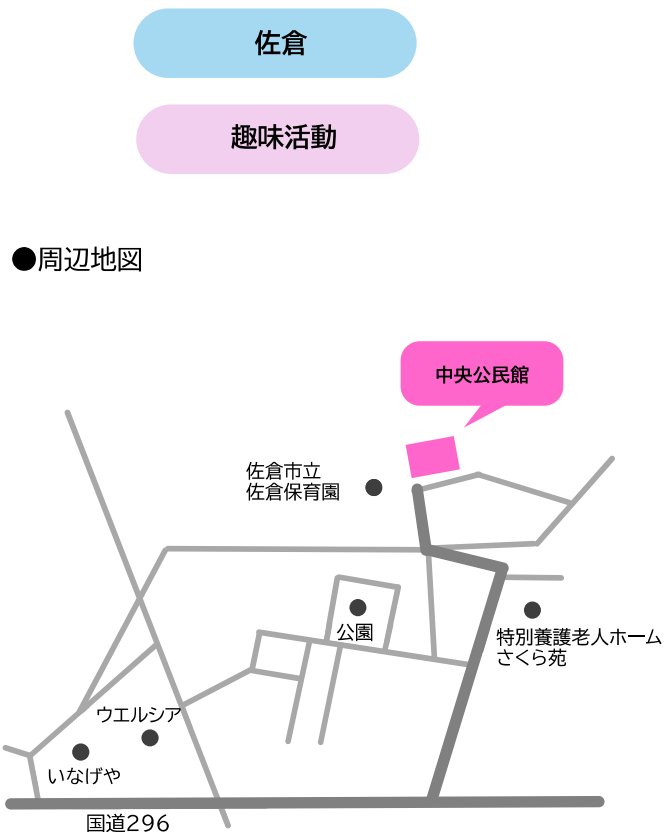 佐倉
趣味活動
●周辺地図
中央公民館
佐倉市立
佐倉保育園
公園
特別養護老人ホーム
さくら苑
ウエルシア
いなげや
国道296